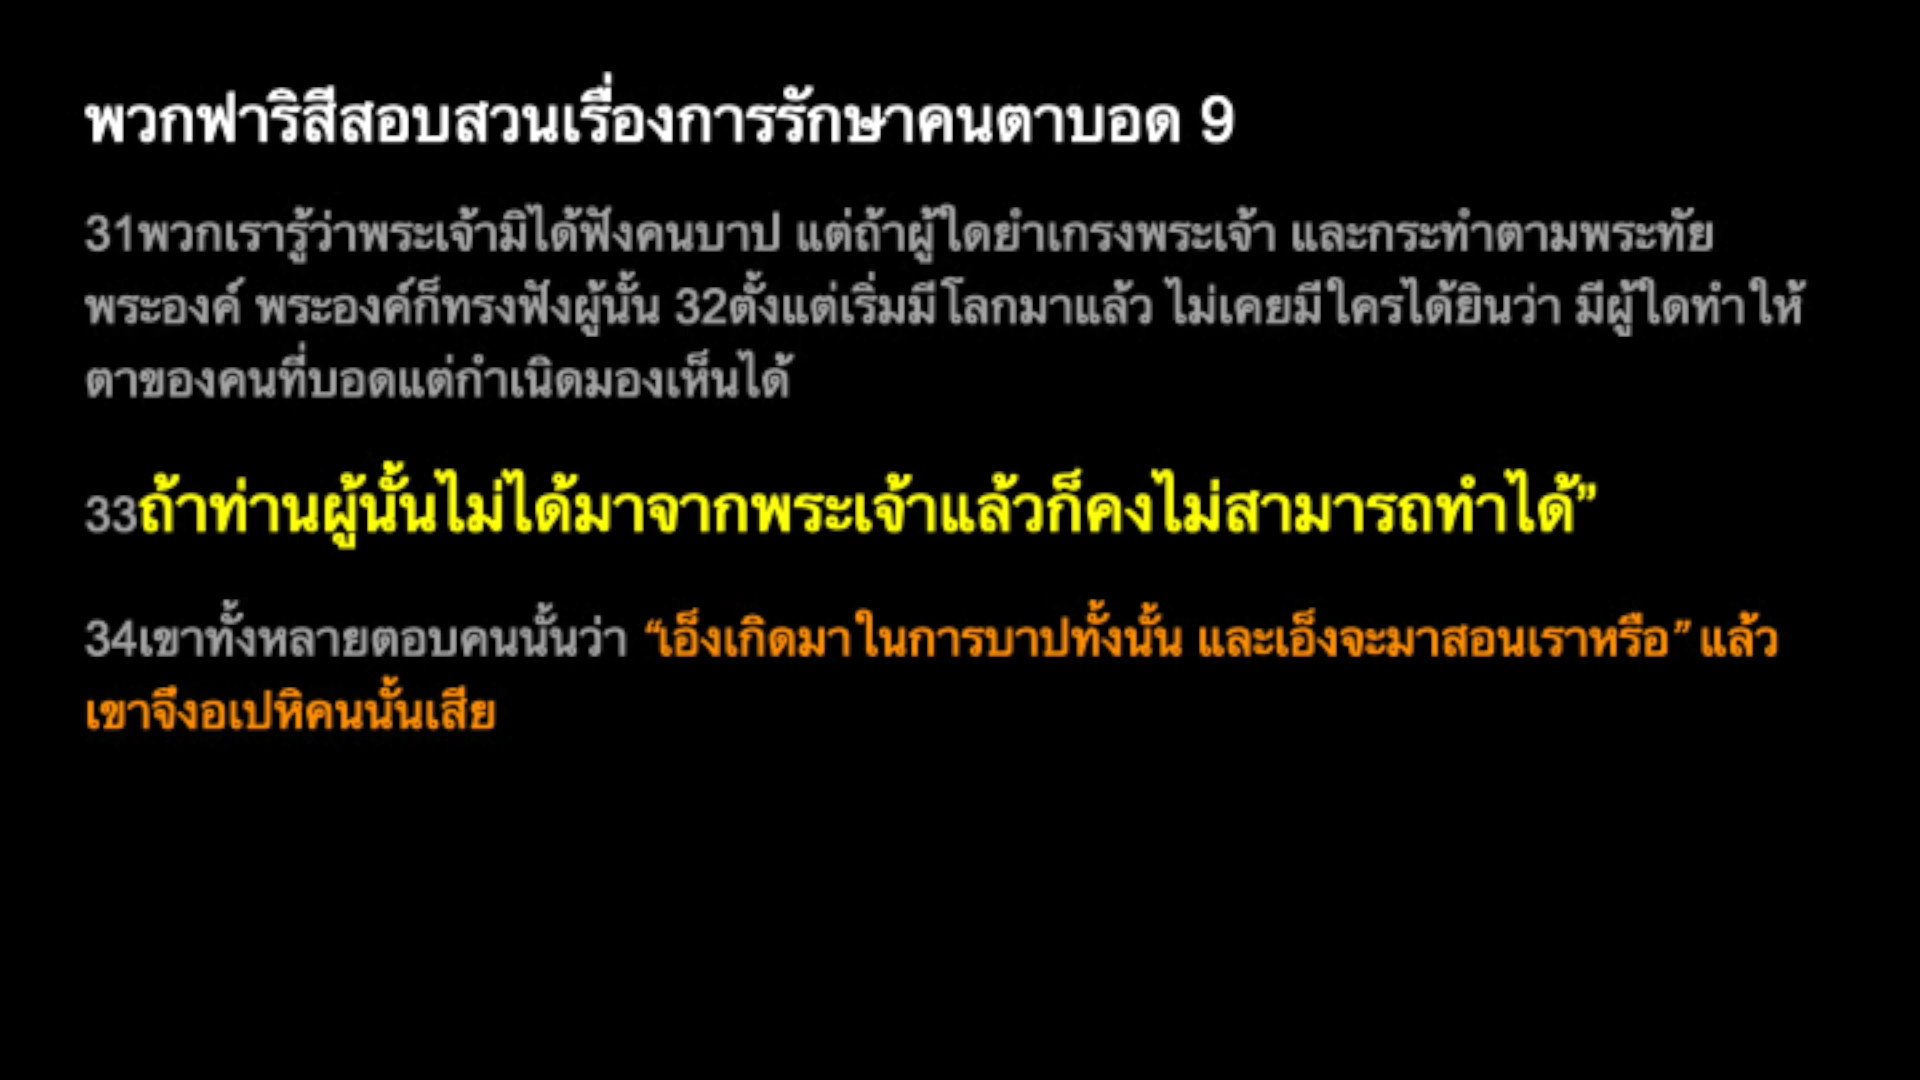 พวกฟาริสีสอบสวนเรื่องการรักษาคนตาบอด 9
31พวกเรารู้ว่าพระเจ้ามิได้ฟังคนบาป แต่ถ้าผู้ใดยำเกรงพระเจ้า และกระทำตามพระทัย
พระองค์ พระองค์ก็ทรงฟังผู้นั้น 32ตั้งแต่เริ่มมีโลกมาแล้ว ไม่เคยมีใครได้ยินว่า มีผู้ใดทำให้
ตาของคนที่บอดแต่กำเนิดมองเห็นได้
33ถ้าท่านผู้นั้นไม่ได้มาจากพระเจ้าแล้วก็คงไม่สามารถทำได้”
34เขาทั้งหลายตอบคนนั้นว่า “เอ็งเกิดมาในการบาปทั้งนั้น และเอ็งจะมาสอนเราหรือ” แล้ว
เขาจึงอเปหิคนนั้นเสีย